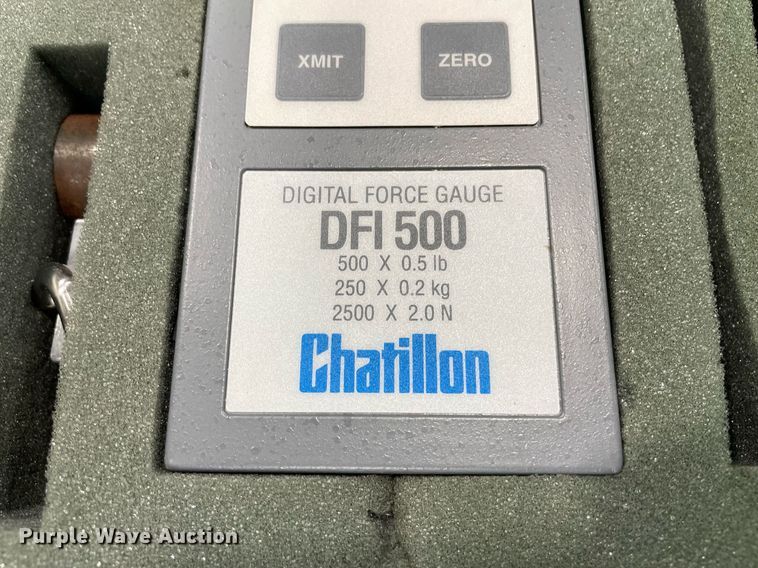 XMIT ZERO
DIGITAL FORCE GAUGE
DFI 500
500 X 0.5 lb
250 X 0.2 kg
2500 X 2.0 N
Chatillon
Purple Wave Auction